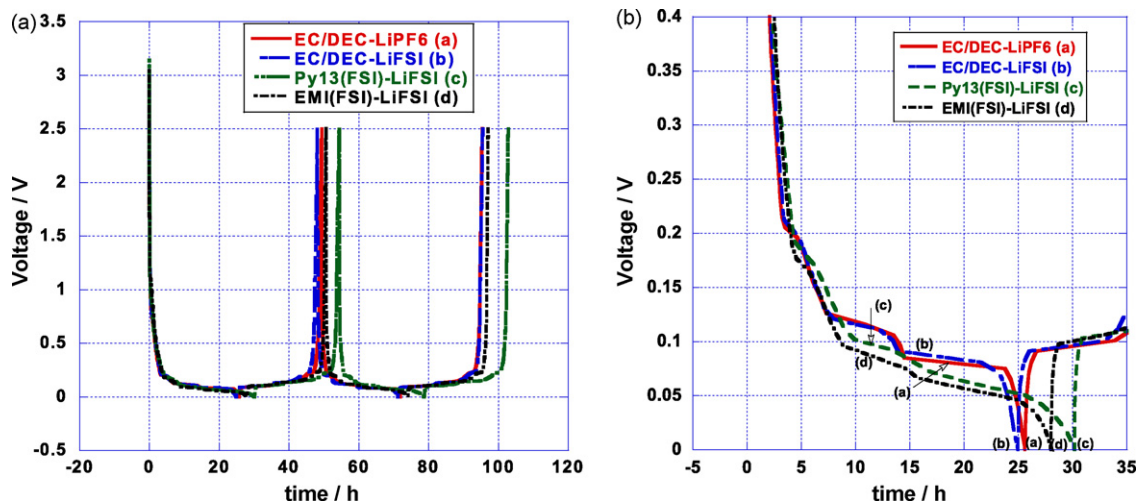 (a)
EC/DEC-LiPF6 (a)
EC/DEC-LiFSI (b)
Py13(FSI)-LiFSI (c)
EMI(FSI)-LiFSI (d)
3.5
3
2.5
2
1.5
1
0.5
0
-0.5
Voltage / V
-20
0
20
40
60
80
100
120
time / h
(b)
EC/DEC-LiPF6 (a)
EC/DEC-LiFSI (b)
Py13(FSI)-LiFSI (c)
EMI(FSI)-LiFSI (d)
0.4
0.35
0.3
0.25
0.2
0.15
0.1
0.05
0
Voltage / V
(c)
(b)
(d)
(a)
(b)
(a)
(d)
(c)
-5
0
5
10
15
20
25
30
35
time / h